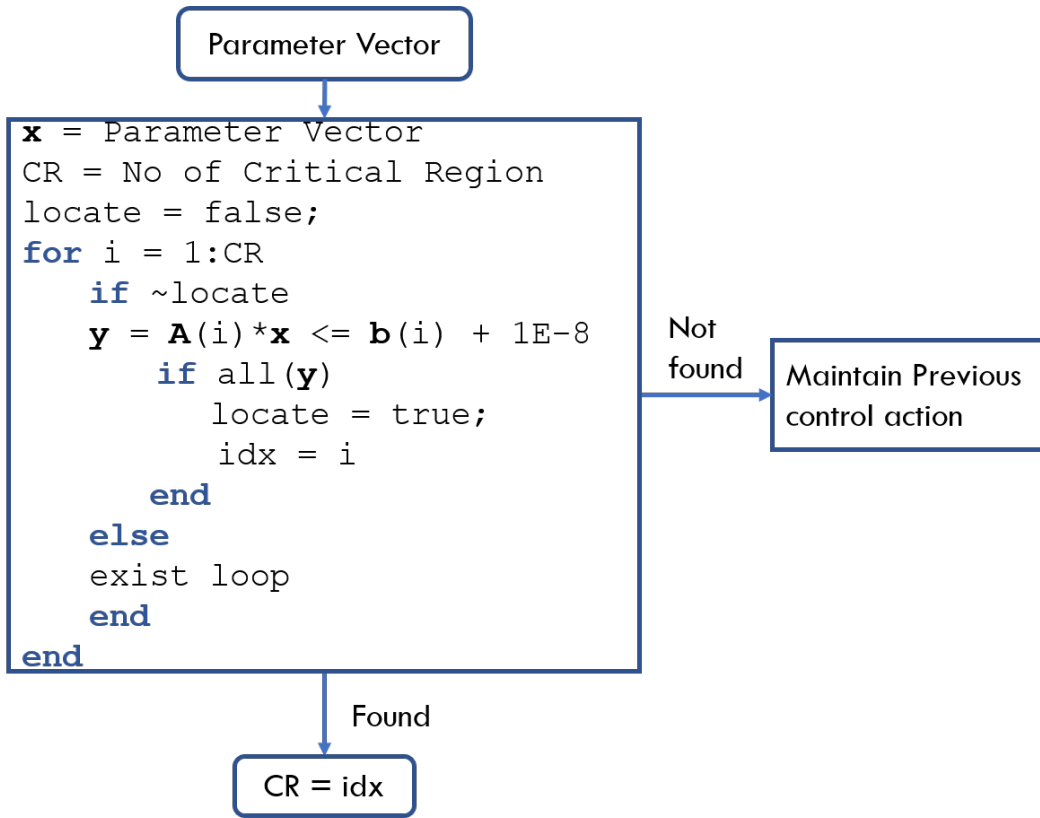 Parameter Vector
x = Parameter Vector
CR = No of Critical Region
locate = false;
for i = 1:CR
if ~locate
y = A(i)*x <= b(i) + 1E-8
if all(y)
locate = true;
idx = i
end
else
exist loop
end
end
Not
found
Maintain Previous
control action
Found
CR = idx